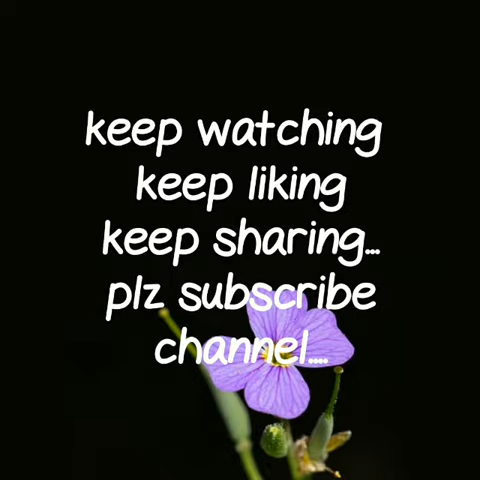 keep watching
keep liking
keep sharing...
plz subscribe
channel....